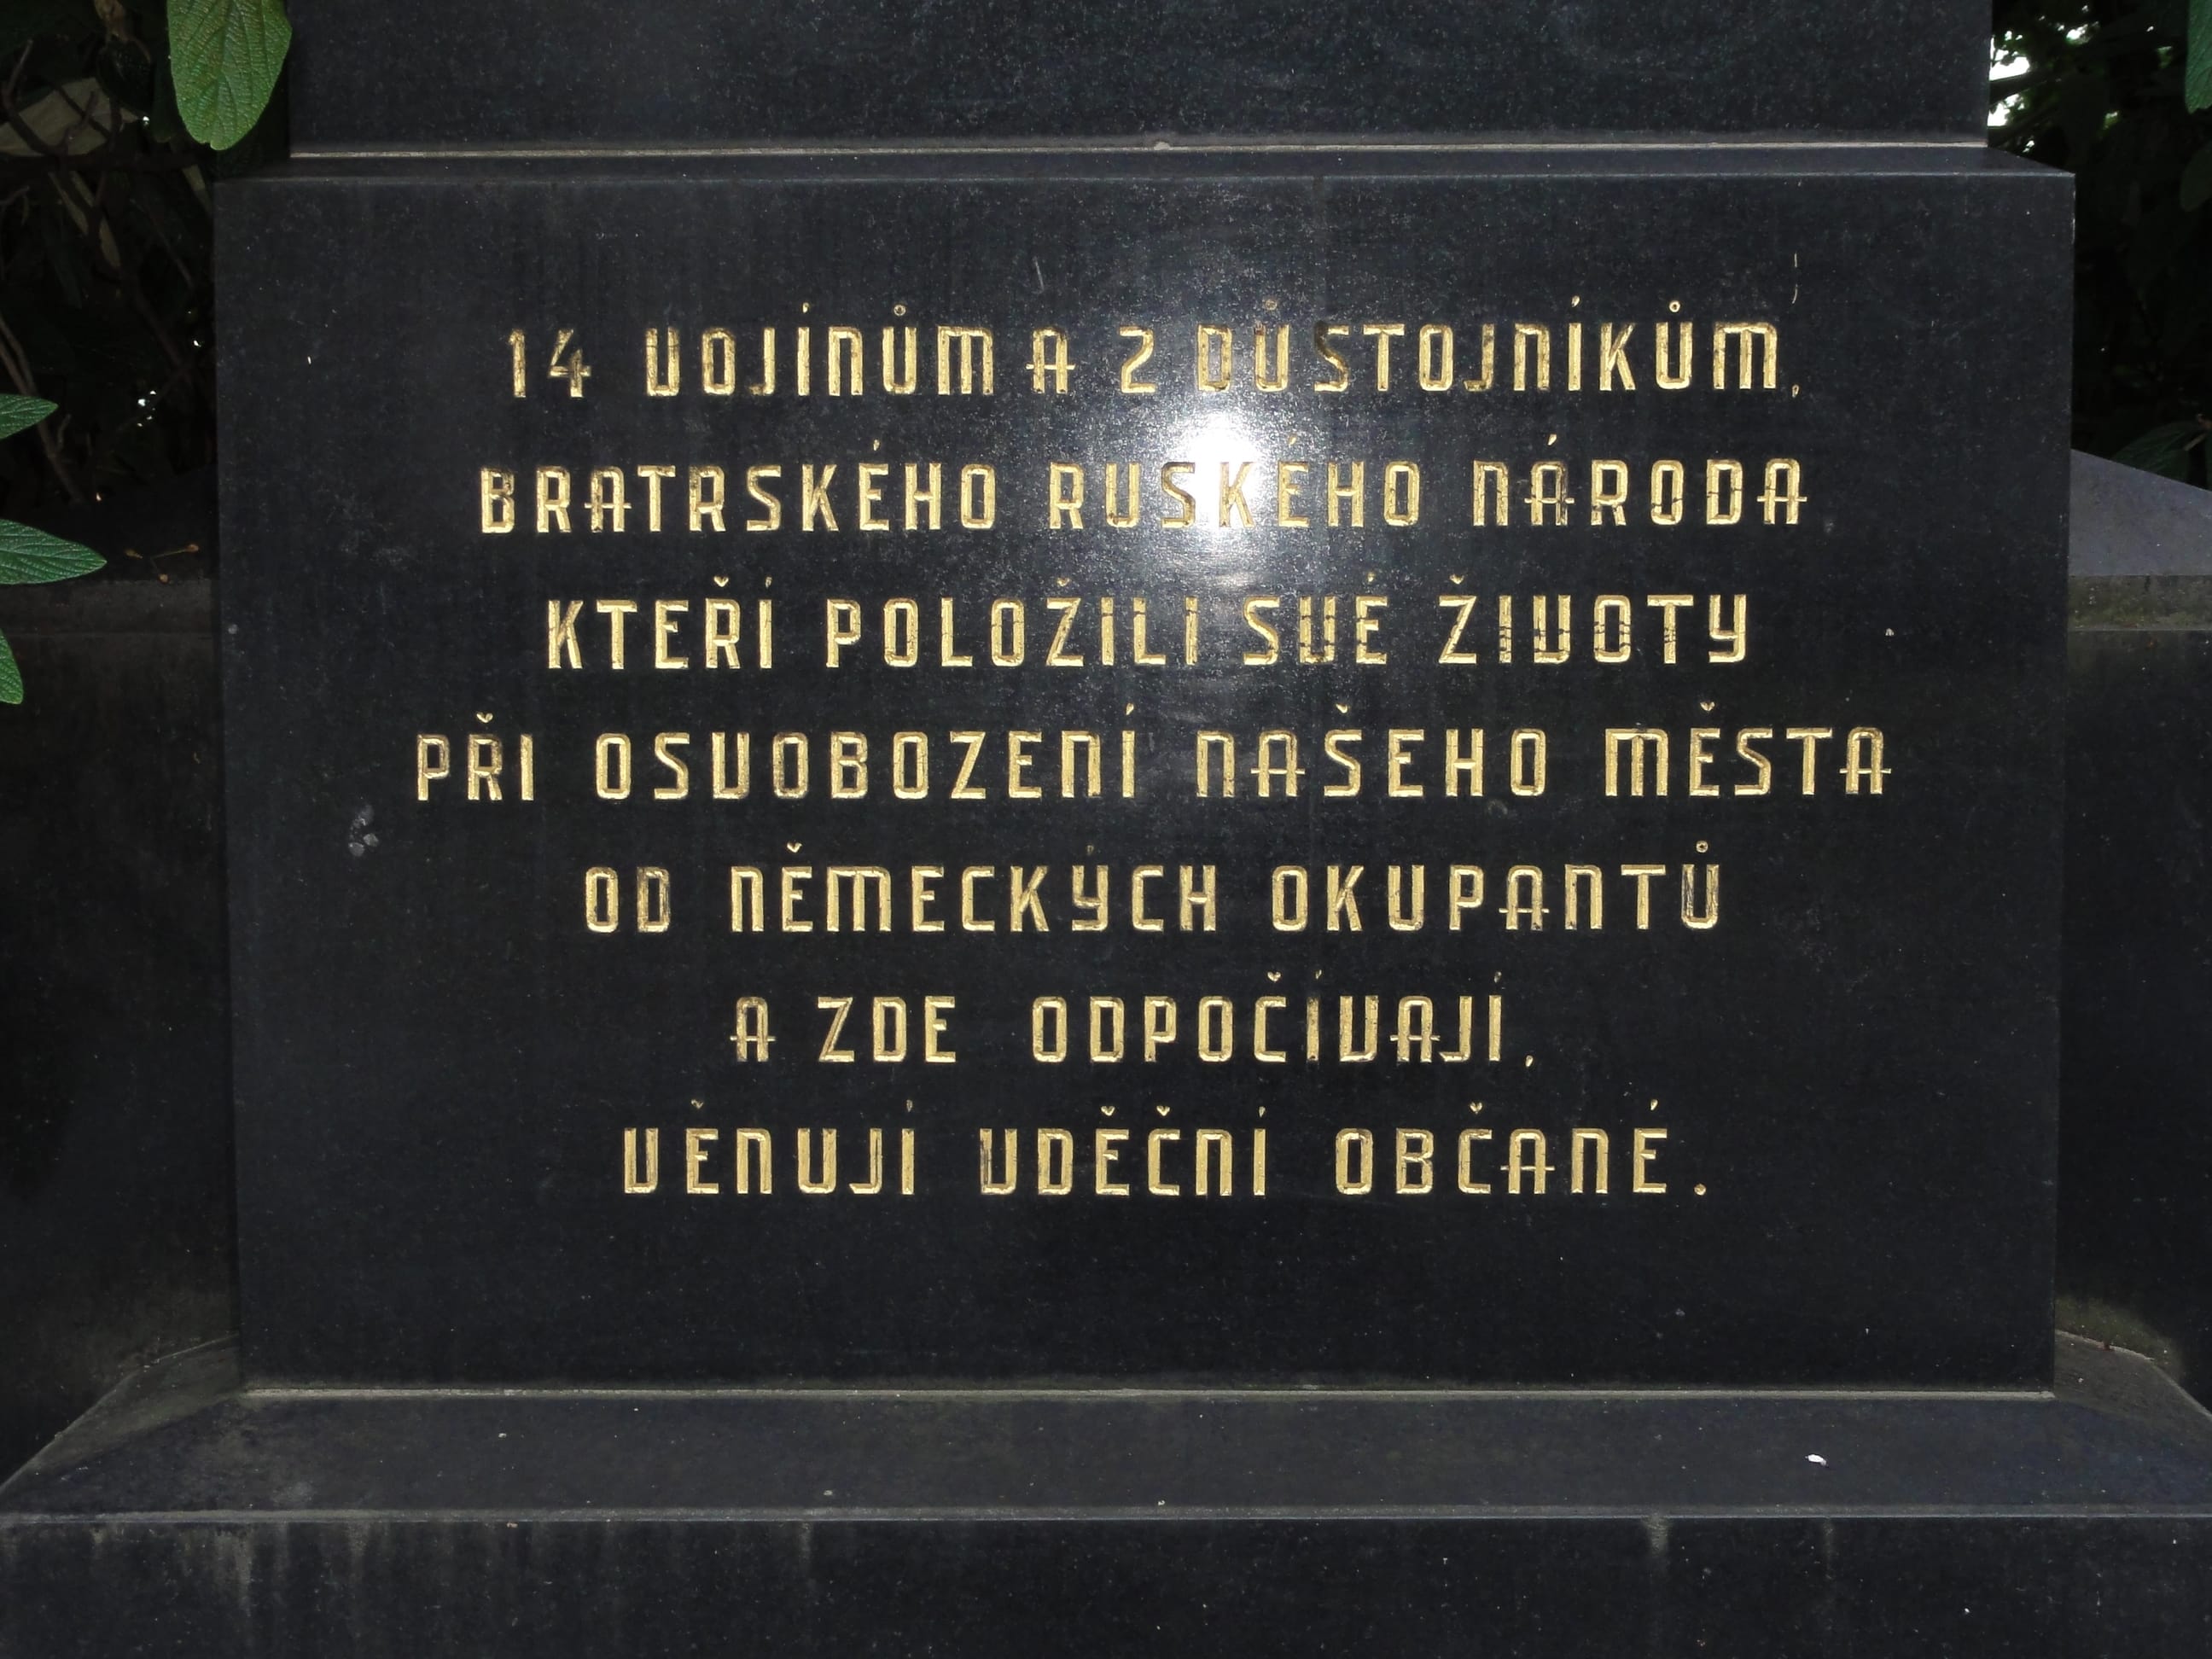 14 VOJÍNŮM A 2 DŮSTOJNÍKŮM,
BRATRSKÉHO RUSKÉHO NÁRODA
KTEŘÍ POLOŽILI SVÉ ŽIVOTY
PŘI OSVOBOZENÍ NAŠEHO MĚSTA
OD NĚMECKÝCH OKUPANTŮ
A ZDE ODPOČÍVAJÍ,
VĚNUJÍ VDĚČNÍ OBČANÉ.